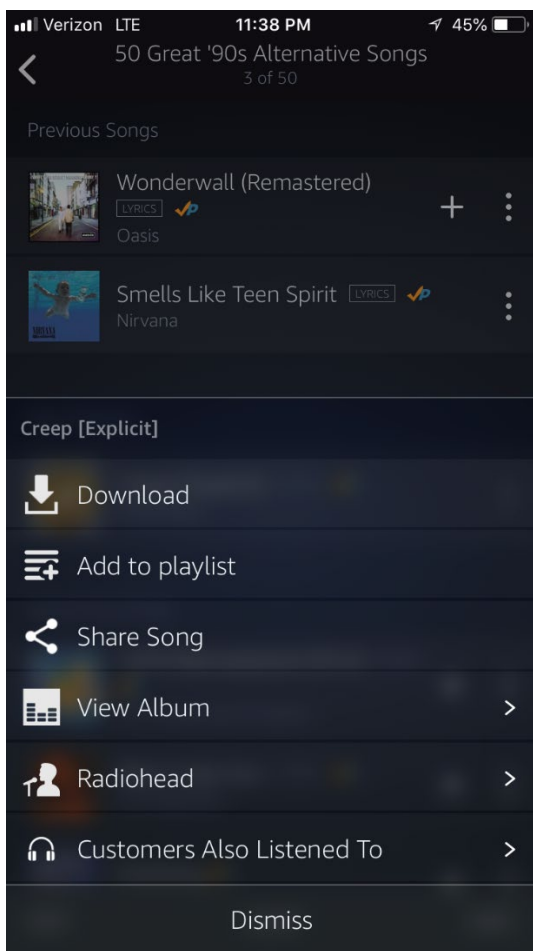 Verizon LTE 11:38 PM 45%
50 Great '90s Alternative Songs
3 of 50
Previous Songs
Wonderwall (Remastered)
LYRICS
Oasis
Smells Like Teen Spirit LYRICS
Nirvana
NIRVANA
Creep [Explicit]
Download
Add to playlist
Share Song
View Album
Radiohead
Customers Also Listened To
Dismiss